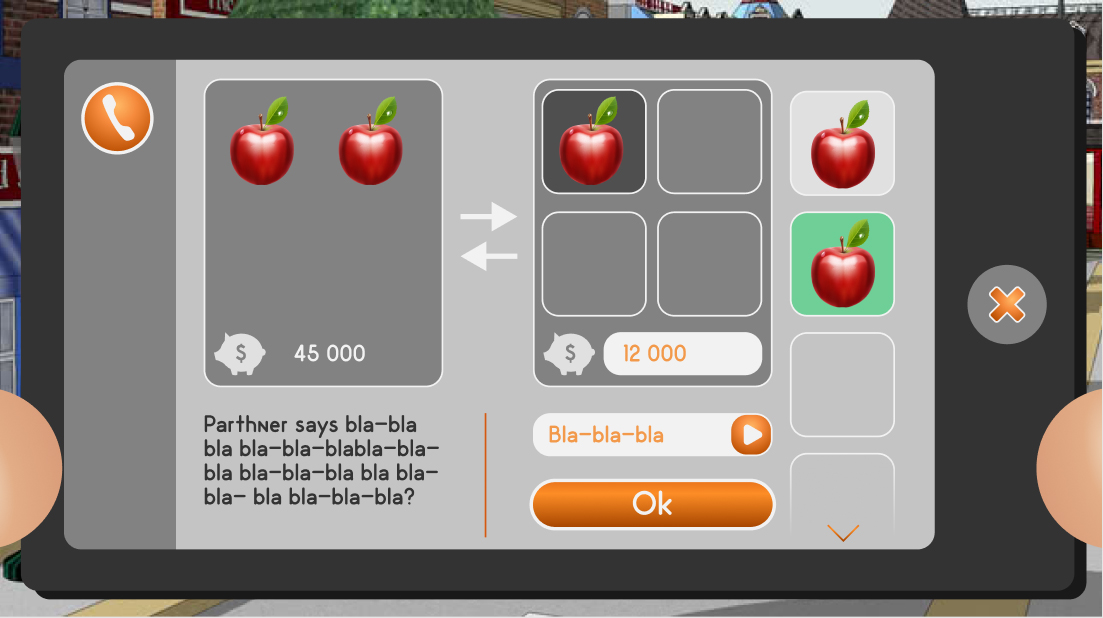 $ 45 000
$ 12 000
Parthner says bla-bla
bla bla-bla-blabla-bla-
bla bla-bla-bla bla bla-
bla- bla bla-bla-bla?
Bla-bla-bla
Ok